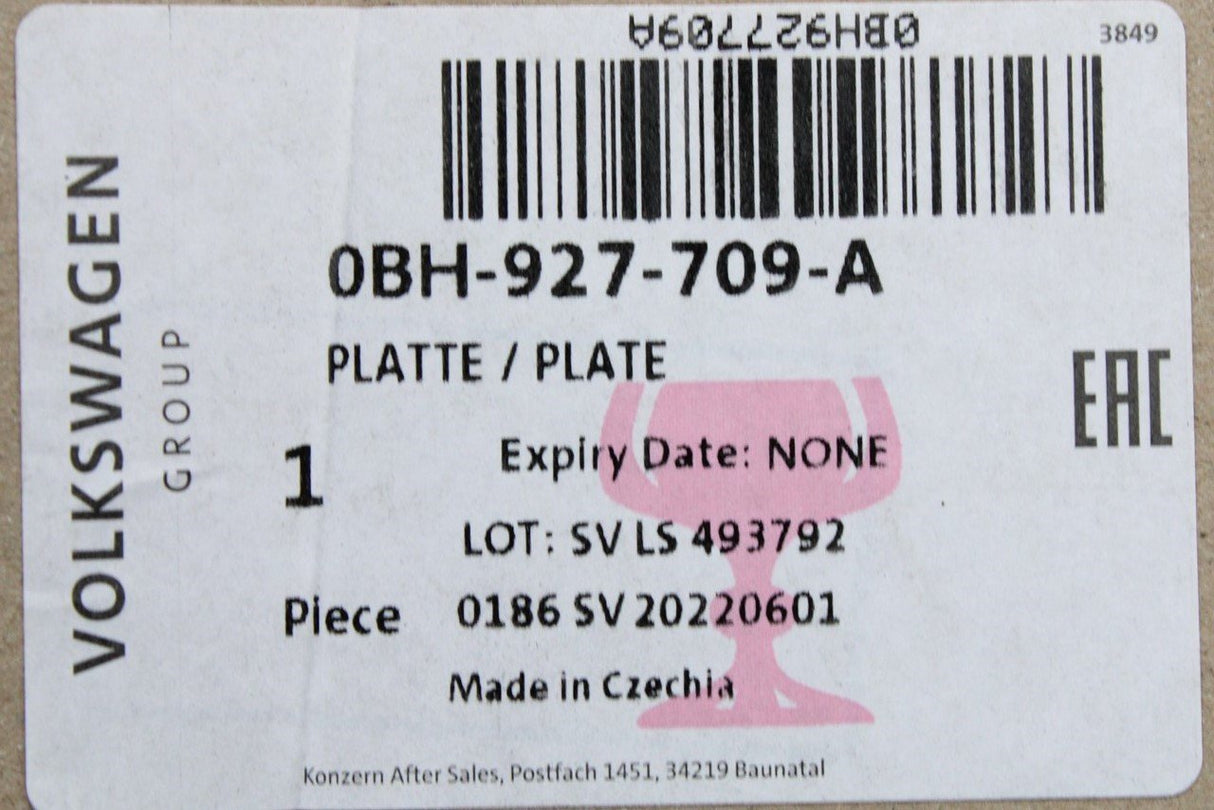 0BH927709A
3849
0BH-927-709-A
PLATTE / PLATE
EAC
VOLKSWAGEN
GROUP
1
Expiry Date: NONE
LOT: SV LS 493792
Piece
0186 SV 20220601
Made in Czechia
Konzern After Sales, Postfach 1451, 34219 Baunatal